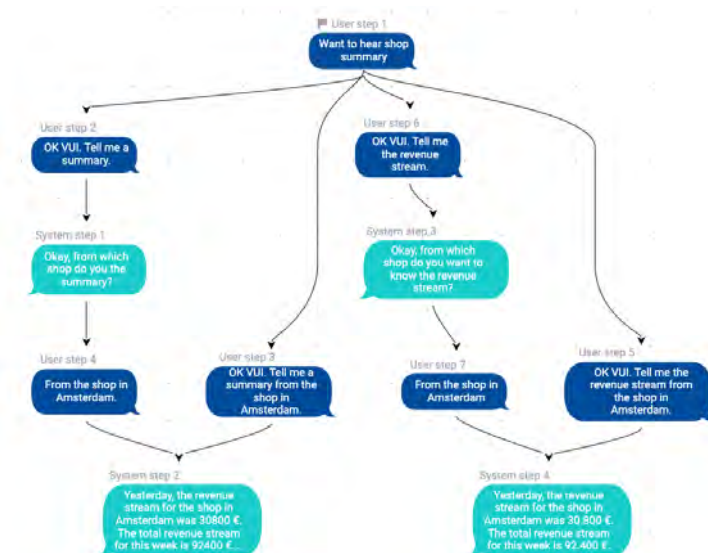 User step 1
Want to hear shop
summary
User step 2
OK VUI. Tell me a
summary.
User step 6
OK VUI. Tell me
the revenue
stream.
System step 1
Okay, from which
shop do you the
summary?
System step 3
Okay, from which
shop do you want to
know the revenue
stream?
User step 4
From the shop in
Amsterdam.
User step 3
OK VUI. Tell me a
summary from the
shop in
Amsterdam.
User step 7
From the shop in
Amsterdam
User step 5
OK VUI. Tell me the
revenue stream from
the shop in
Amsterdam.
System step 2
Yesterday, the revenue
stream for the shop in
Amsterdam was 30800 €.
The total revenue stream
for this week is 92400 €.
System step 4
Yesterday, the revenue
stream for the shop in
Amsterdam was 30.800 €.
The total revenue stream
for this week is 92.400 €.